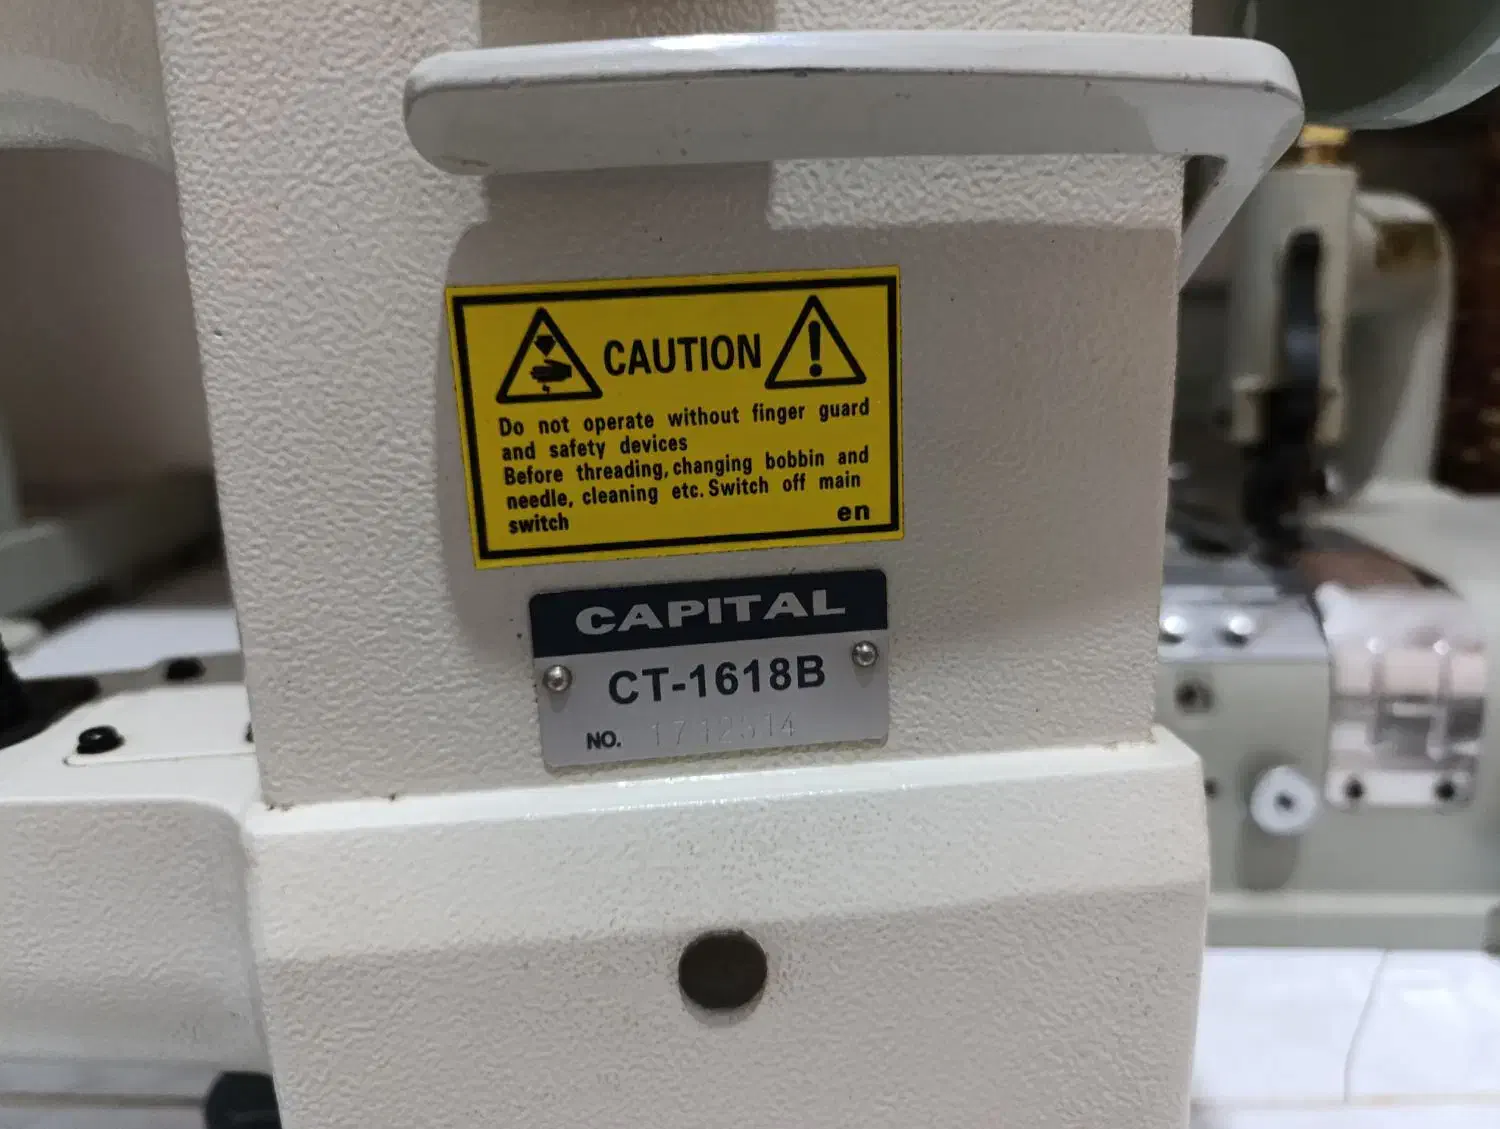 CAUTION
Do not operate without finger guard
and safety devices
Before threading, changing bobbin and
needle, cleaning etc. Switch off main
switch en
CAPITAL
CT-1618B
NO. 1712514